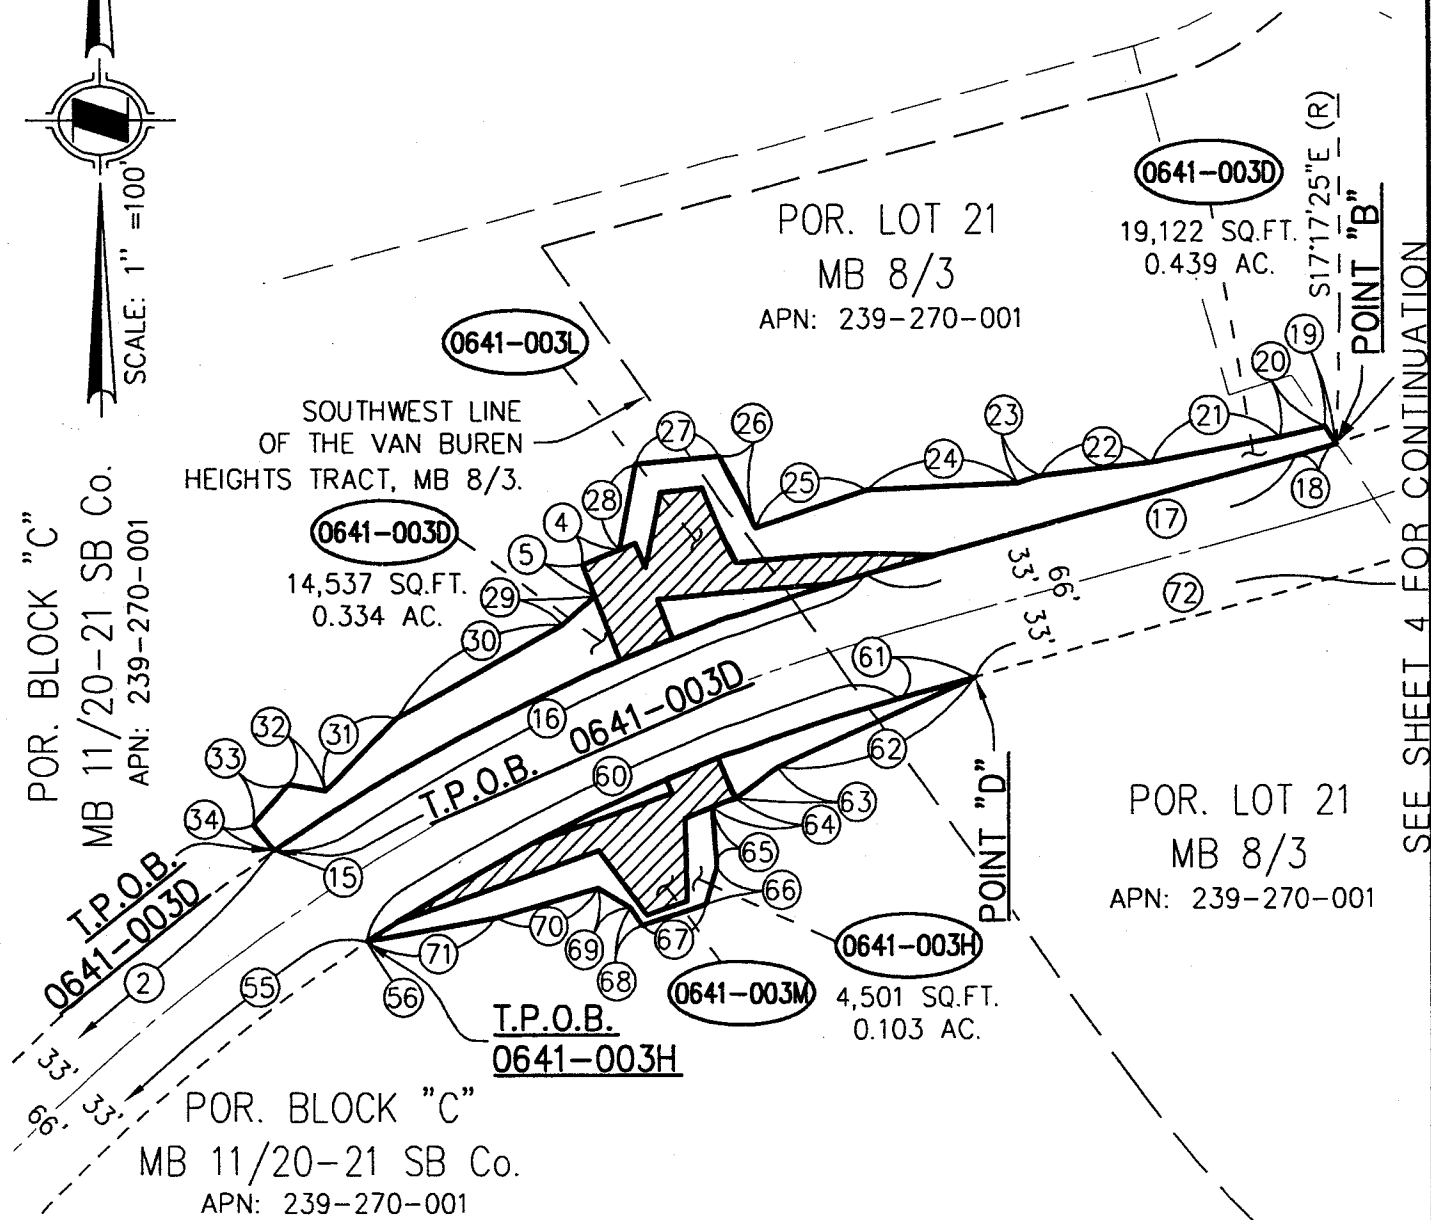 SCALE: 1" =100'
0641-003D
19,122 SQ.FT.
0.439 AC.
S17°17'25"E (R)
POINT "B"
POR. LOT 21
MB 8/3
APN: 239-270-001
0641-003L
SOUTHWEST LINE
OF THE VAN BUREN
HEIGHTS TRACT, MB 8/3.
0641-003D
14,537 SQ.FT.
0.334 AC.
POR. BLOCK "C"
MB 11/20-21 SB Co.
APN: 239-270-001
SEE SHEET 4 FOR CONTINUATION
19
20
21
22
23
24
25
26
27
28
4
5
29
30
31
32
33
34
15
16
17
18
33'
66'
33'
72
T.P.O.B. 0641-003D
60
61
62
63
64
65
66
67
68
69
70
71
56
55
2
T.P.O.B.
0641-003D
33'
66'
33'
POINT "D"
POR. LOT 21
MB 8/3
APN: 239-270-001
0641-003H
4,501 SQ.FT.
0.103 AC.
0641-003M
T.P.O.B.
0641-003H
POR. BLOCK "C"
MB 11/20-21 SB Co.
APN: 239-270-001